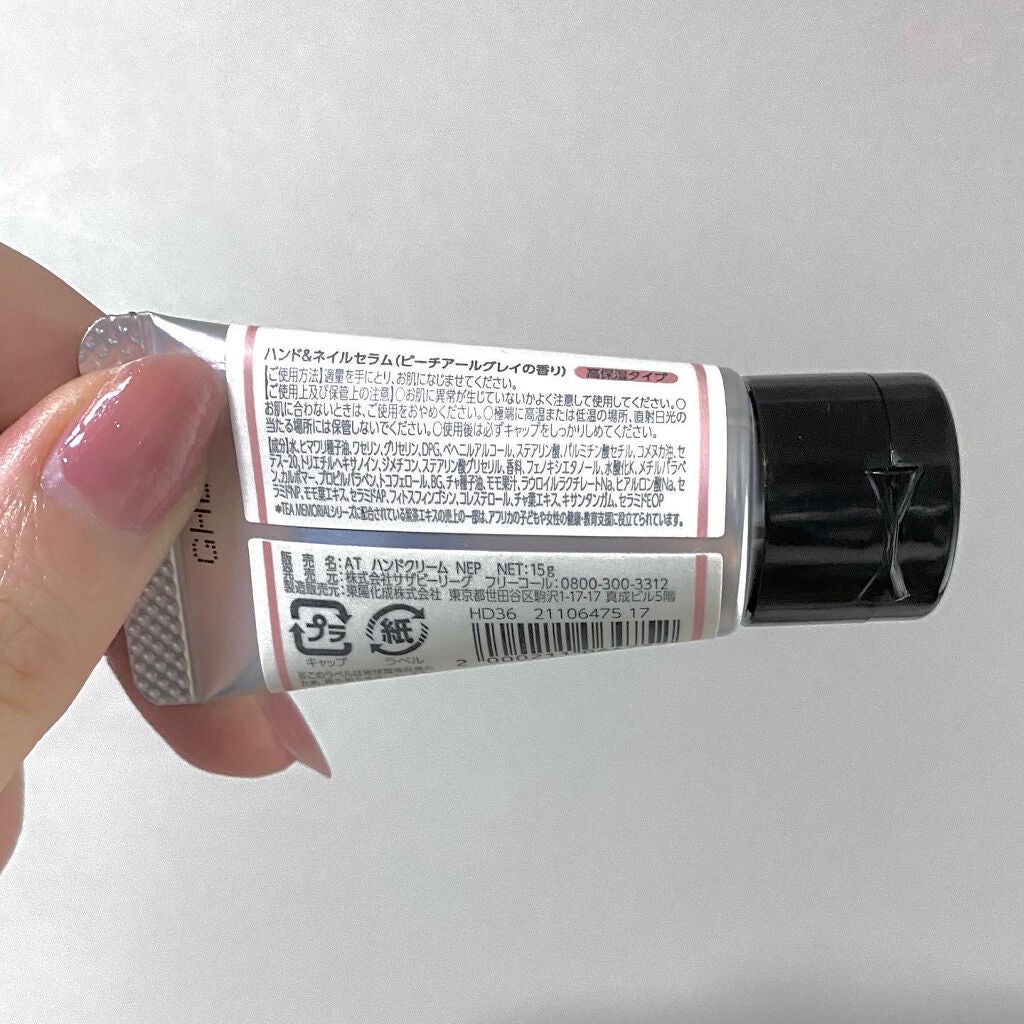 ハンド&ネイルセラム(ピーチアールグレイの香り) 高保湿タイプ
[ご使用方法]適量を手にとり、お肌になじませてください。
[ご使用上及び保管上の注意]○お肌に異常が生じていないかよく注意して使用してください。○
お肌に合わないときは、ご使用をおやめください。○極端に高温または低温の場所、直射日光の
当たる場所には保管しないでください。○使用後は必ずキャップをしっかりしめてください。
[成分]水、ヒマワリ種子油、ワセリン、グリセリン、DPG、ベヘニルアルコール、ステアリン酸、パルミチン酸セチル、コメヌカ油、セ
テス-20、トリエチルヘキサノイン、ジメチコン、ステアリン酸グリセリル、香料、フェノキシエタノール、水酸化K、メチルパラベ
ン、カルボマー、プロピルパラベン、トコフェロール、BG、チャ種子油、モモ果汁、ラウロイルラクチレートNa、ヒアルロン酸Na、セ
ラミドNP、モモ葉エキス、セラミドAP、フィトスフィンゴシン、コレステロール、チャ葉エキス、キサンタンガム、セラミドEOP
*TEA MEMORIALシリーズに配合されている紫茶エキスの売上の一部は、アフリカの子どもや女性の健康・教育支援に役立てられています。
販売名:AT ハンドクリーム NEP NET:15g
発売元:株式会社サザビーリーグ フリーコール:0800-300-3312
製造販売元:東陽化成株式会社 東京都世田谷区駒沢1-17-17 真成ビル5階
HD36 21106475 17
プラ
キャップ
紙
ラベル